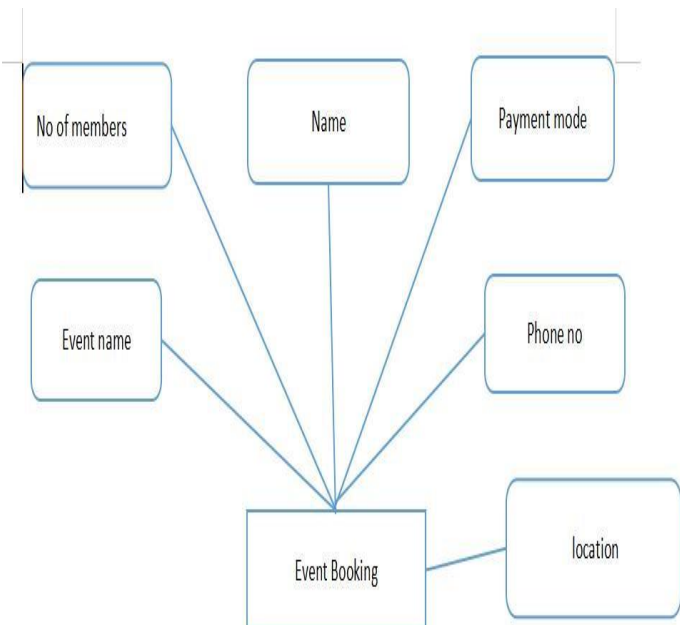 No of members
Name
Payment mode
Event name
Phone no
location
Event Booking